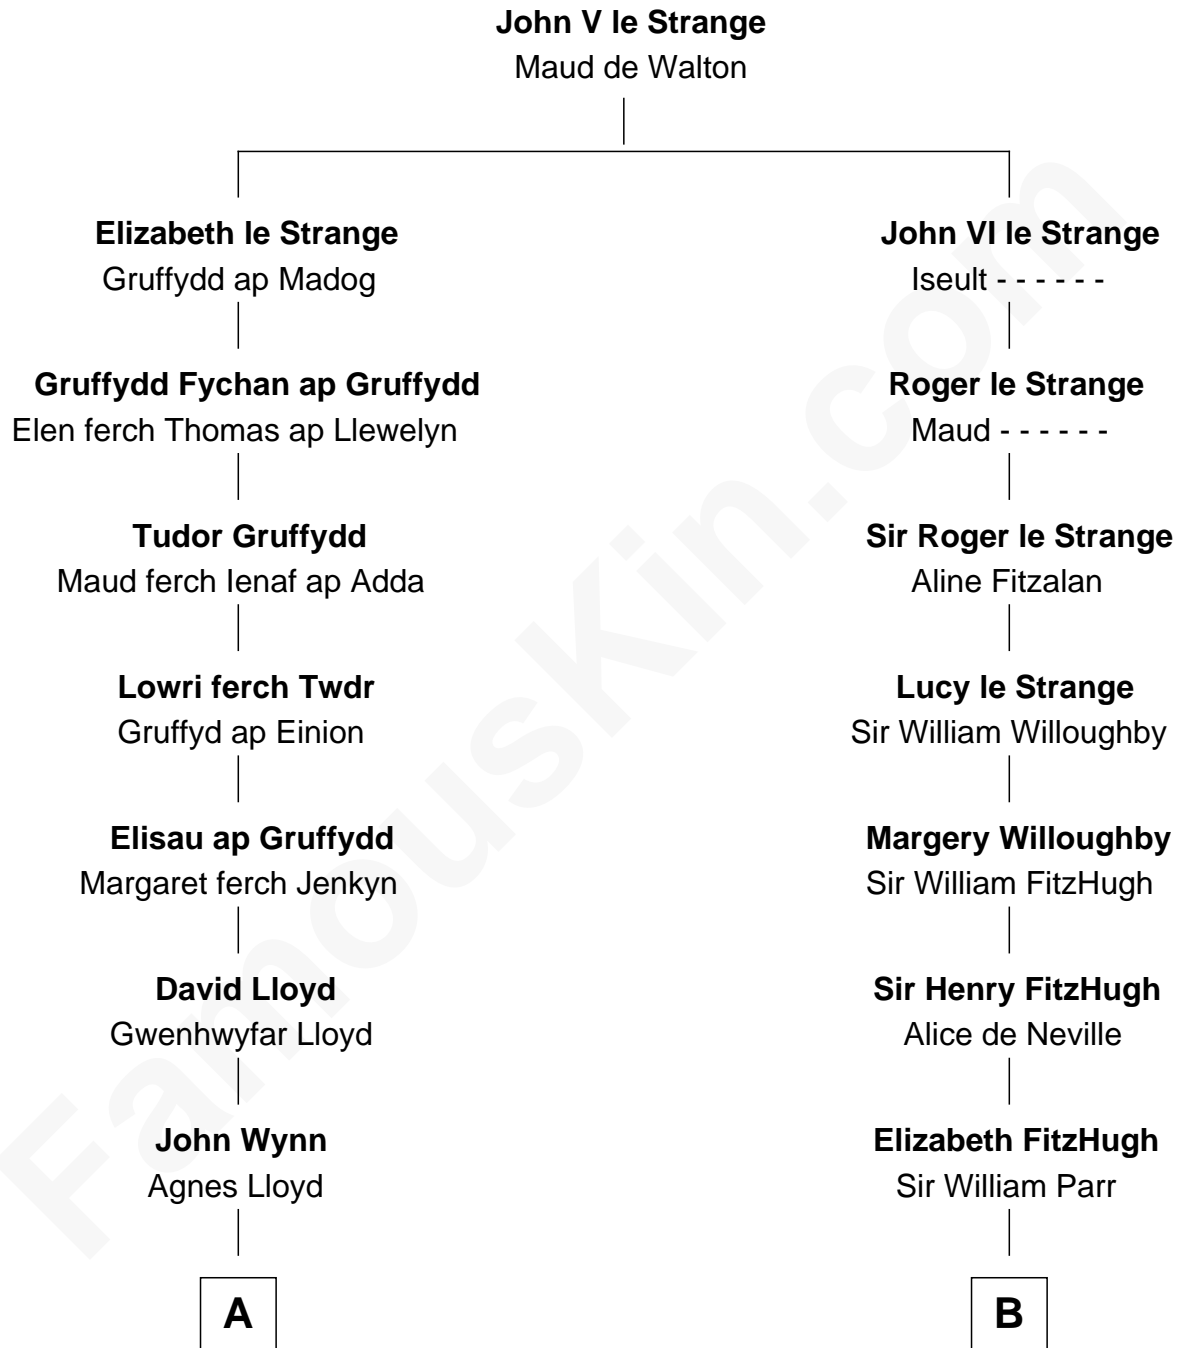 John V le Strange
Maud de Walton
Elizabeth le Strange
Gruffydd ap Madog
John VI le Strange
Iseult - - - - - -
Gruffydd Fychan ap Gruffydd
Elen ferch Thomas ap Llewelyn
Roger le Strange
Maud - - - - - -
Tudor Gruffydd
Maud ferch Ienaf ap Adda
Sir Roger le Strange
Aline Fitzalan
Lowri ferch Twdr
Gruffyd ap Einion
Lucy le Strange
Sir William Willoughby
Elisau ap Gruffydd
Margaret ferch Jenkyn
Margery Willoughby
Sir William FitzHugh
David Lloyd
Gwenhwyfar Lloyd
Sir Henry FitzHugh
Alice de Neville
John Wynn
Agnes Lloyd
Elizabeth FitzHugh
Sir William Parr
A
B
FamousKin.com